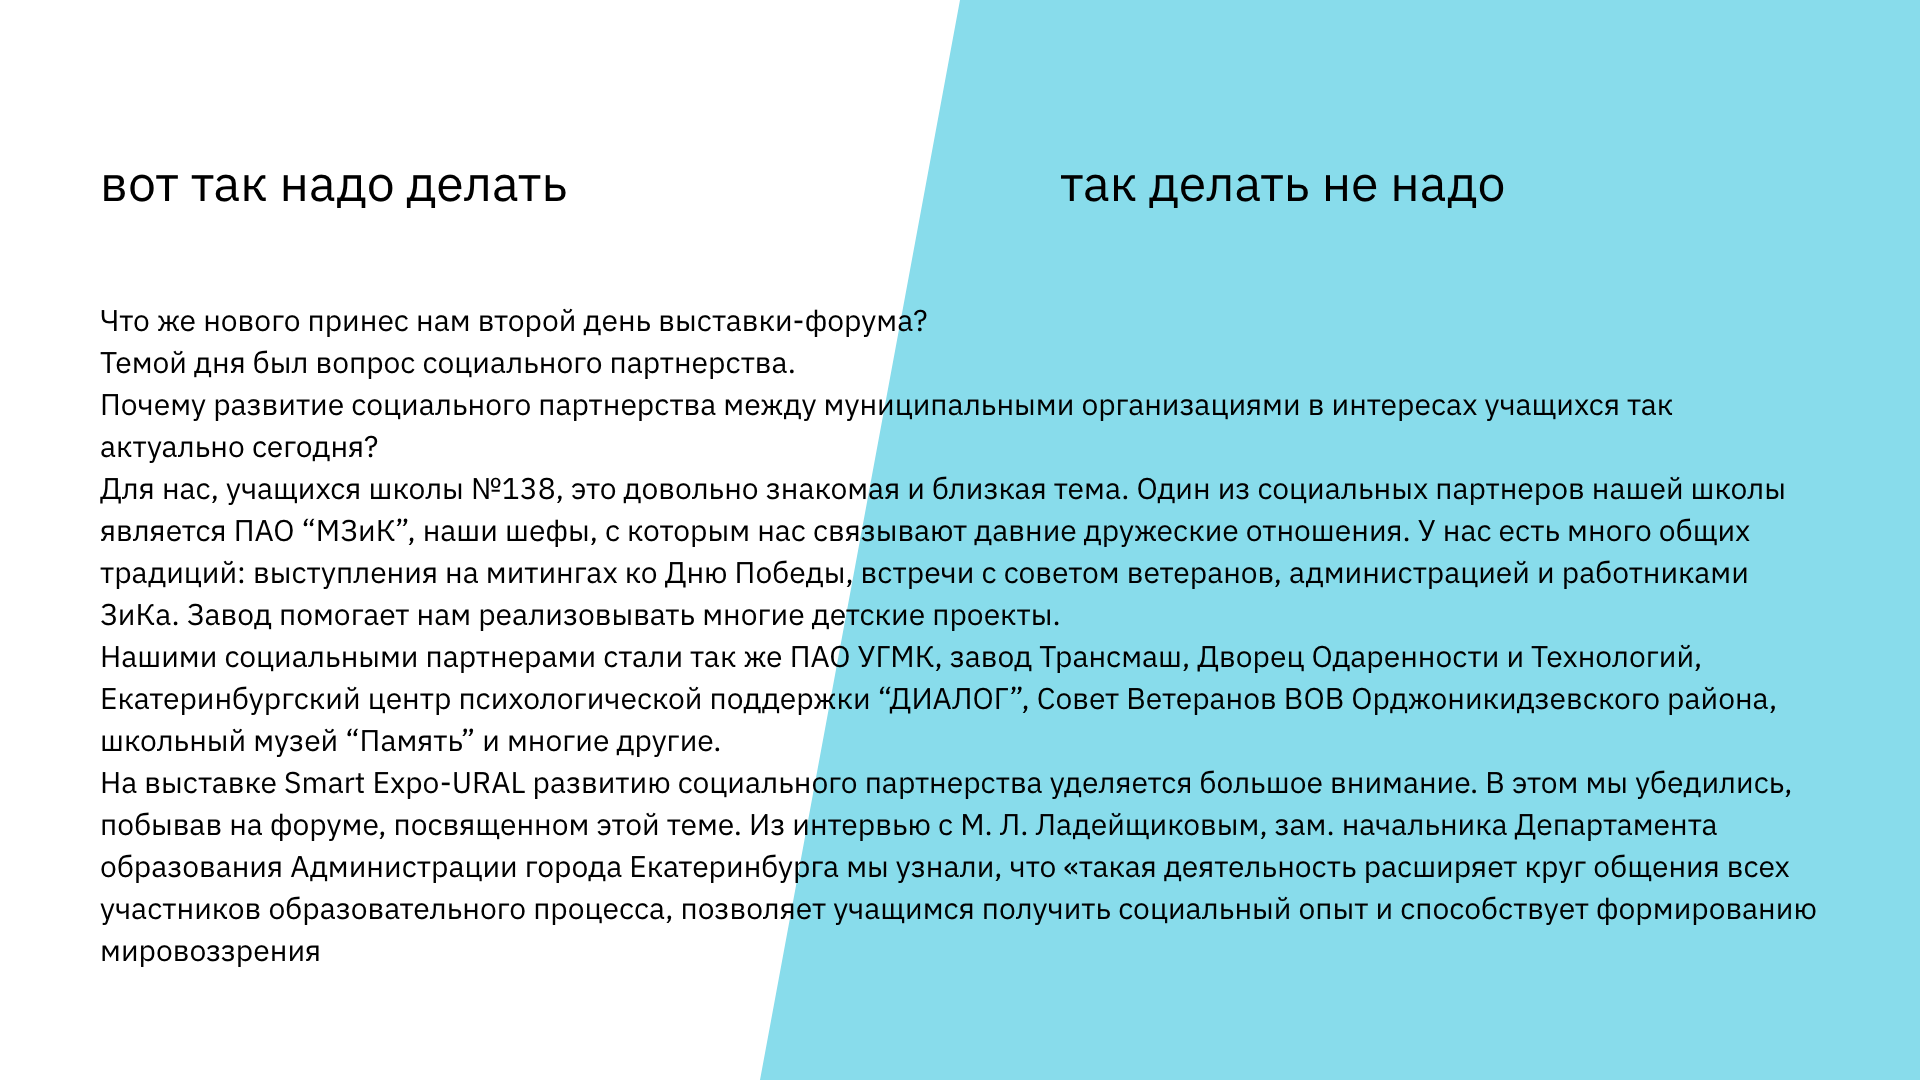 вот так надо делать
так делать не надо
Что же нового принес нам второй день выставки-форума?
Темой дня был вопрос социального партнерства.
Почему развитие социального партнерства между муниципальными организациями в интересах учащихся так
актуально сегодня?
Для нас, учащихся школы №138, это довольно знакомая и близкая тема. Один из социальных партнеров нашей школы
является ПАО “МЗиК”, наши шефы, с которым нас связывают давние дружеские отношения. У нас есть много общих
традиций: выступления на митингах ко Дню Победы, встречи с советом ветеранов, администрацией и работниками
ЗиКа. Завод помогает нам реализовывать многие детские проекты.
Нашими социальными партнерами стали так же ПАО УГМК, завод Трансмаш, Дворец Одаренности и Технологий,
Екатеринбургский центр психологической поддержки “ДИАЛОГ”, Совет Ветеранов ВОВ Орджоникидзевского района,
школьный музей “Память” и многие другие.
На выставке Smart Expo-URAL развитию социального партнерства уделяется большое внимание. В этом мы убедились,
побывав на форуме, посвященном этой теме. Из интервью с М. Л. Ладейщиковым, зам. начальника Департамента
образования Администрации города Екатеринбурга мы узнали, что «такая деятельность расширяет круг общения всех
участников образовательного процесса, позволяет учащимся получить социальный опыт и способствует формированию
мировоззрения